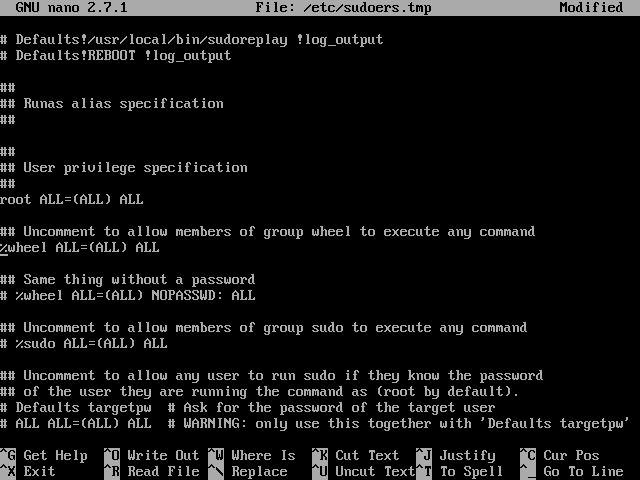 GNU nano 2.7.1 File: /etc/sudoers.tmp Modified
# Defaults!/usr/local/bin/sudoreplay !log_output
# Defaults!REBOOT !log_output
##
## Runas alias specification
##
##
## User privilege specification
##
root ALL=(ALL) ALL
## Uncomment to allow members of group wheel to execute any command
%wheel ALL=(ALL) ALL
## Same thing without a password
# %wheel ALL=(ALL) NOPASSWD: ALL
## Uncomment to allow members of group sudo to execute any command
# %sudo ALL=(ALL) ALL
## Uncomment to allow any user to run sudo if they know the password
## of the user they are running the command as (root by default).
# Defaults targetpw  # Ask for the password of the target user
# ALL ALL=(ALL) ALL  # WARNING: only use this together with 'Defaults targetpw'
^G Get Help ^O Write Out ^W Where Is ^K Cut Text ^J Justify ^C Cur Pos
^X Exit ^R Read File ^\ Replace ^U Uncut Text ^T To Spell ^_ Go To Line